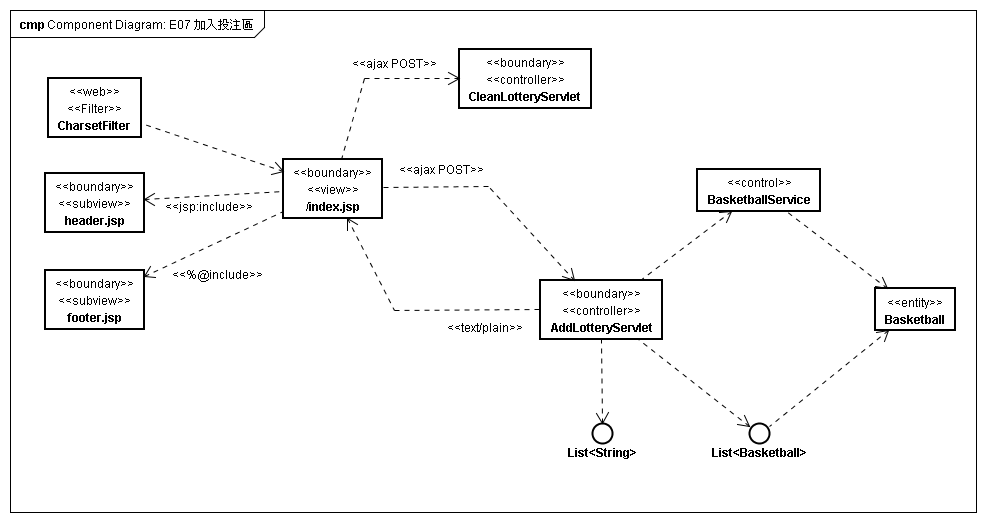 cmp Component Diagram: E07 加入投注區
<<ajax POST>>
<<boundary>>
<<controller>>
CleanLotteryServlet
<<web>>
<<Filter>>
CharsetFilter
<<boundary>>
<<view>>
/index.jsp
<<ajax POST>>
<<boundary>>
<<subview>>
header.jsp
<<jsp:include>>
<<control>>
BasketballService
<<boundary>>
<<subview>>
footer.jsp
<<%@include>>
<<boundary>>
<<controller>>
AddLotteryServlet
<<text/plain>>
<<entity>>
Basketball
List<String>
List<Basketball>